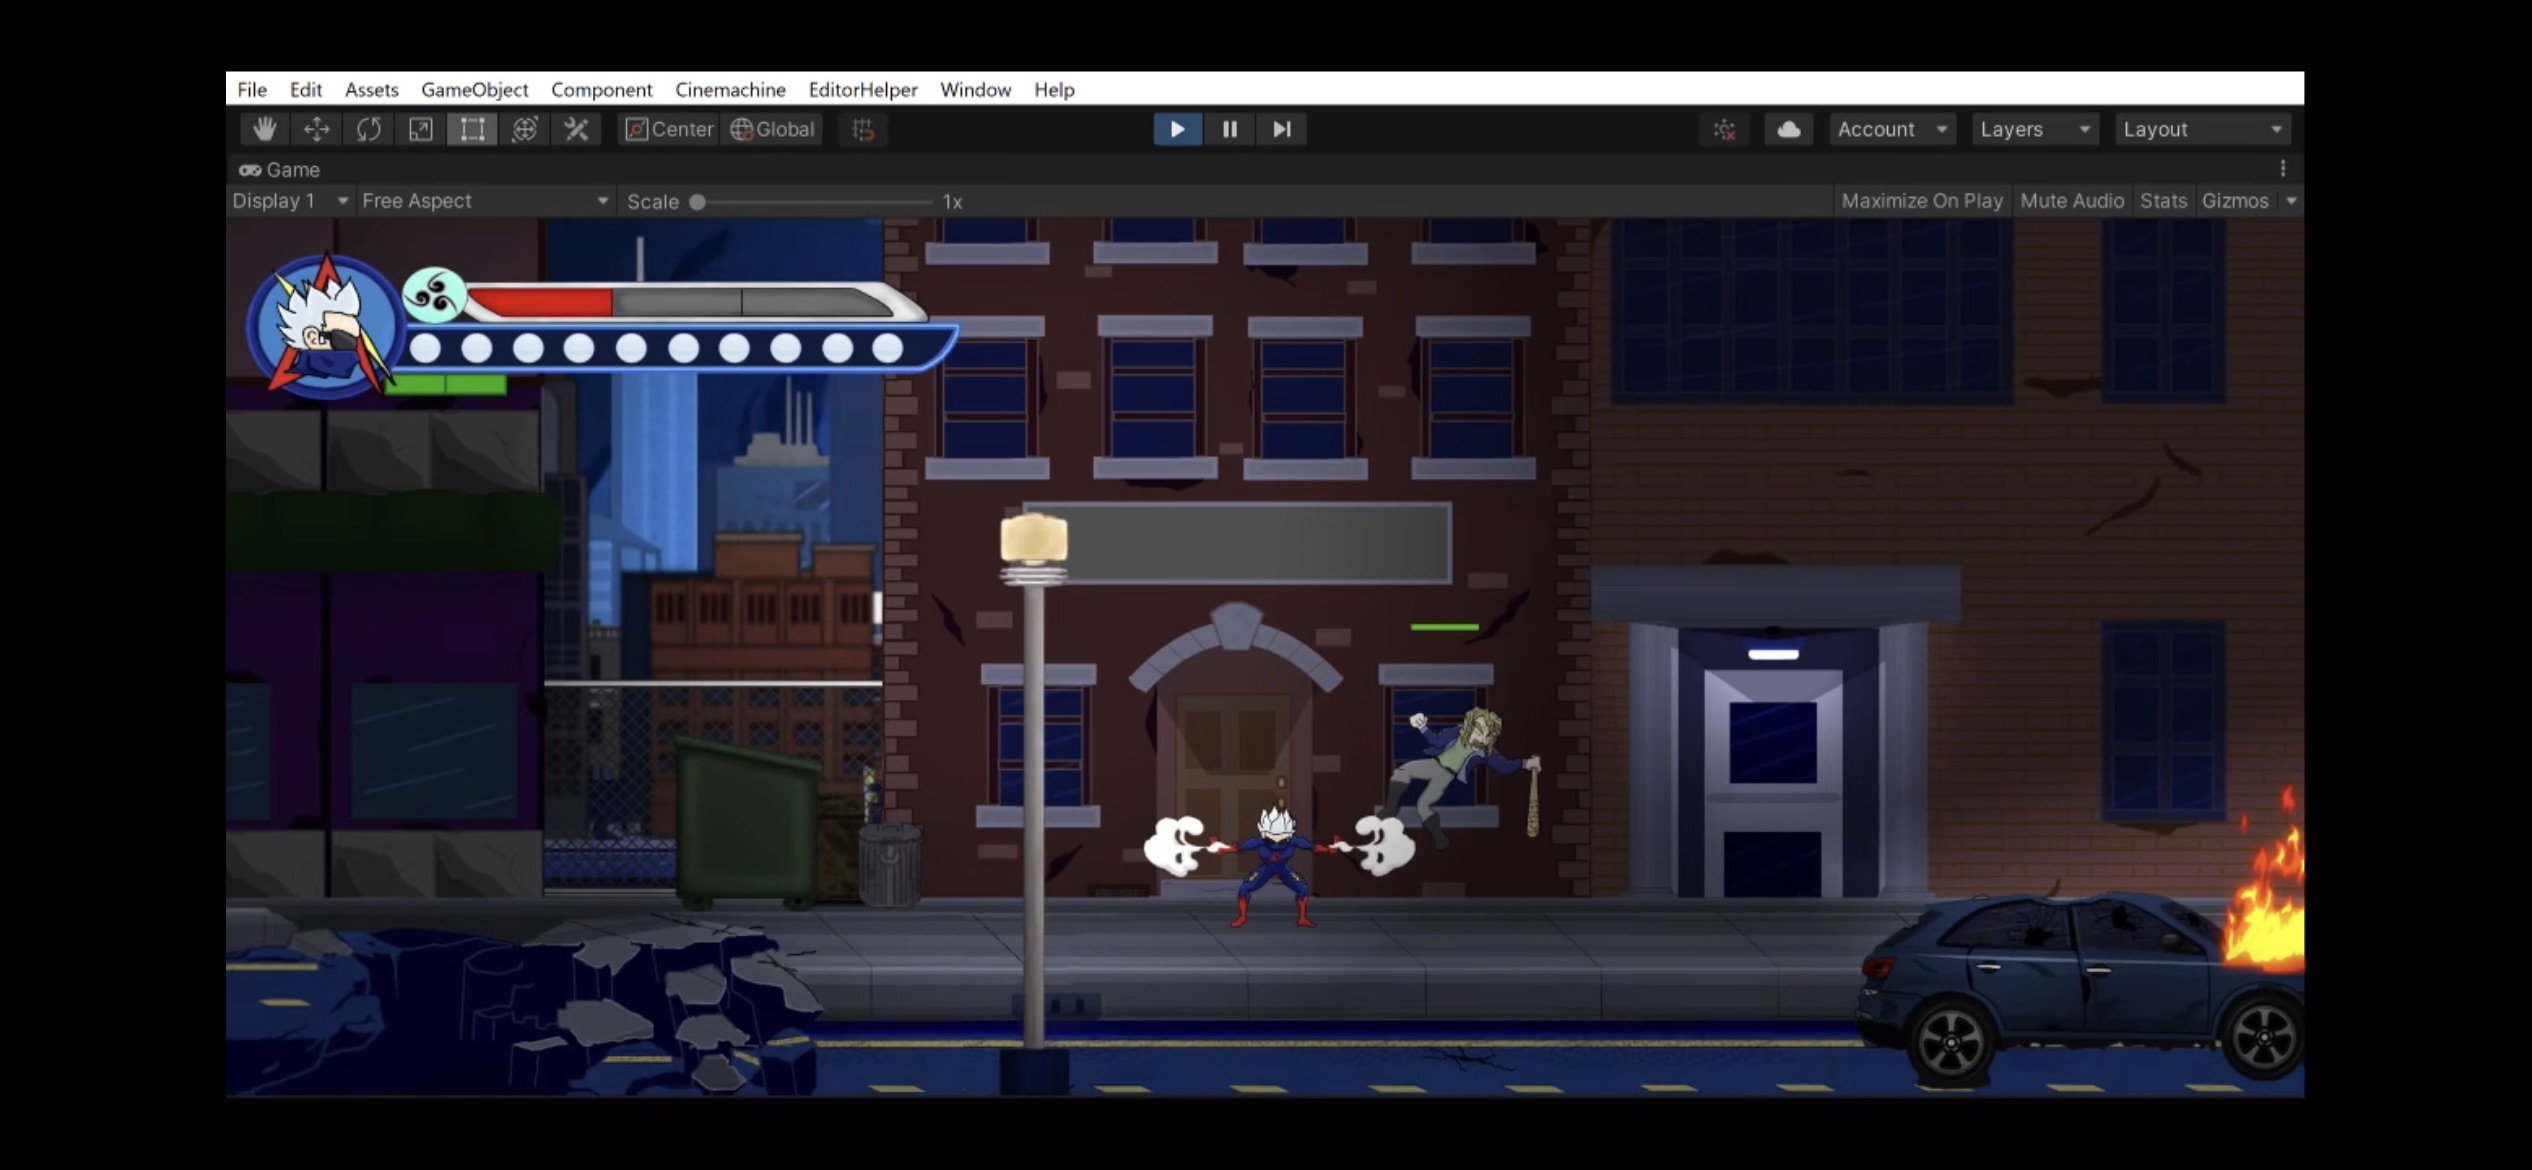 File Edit Assets GameObject Component Cinemachine EditorHelper Window Help
Center Global Account Layers Layout
Game
Display 1 Free Aspect Scale 1x Maximize On Play Mute Audio Stats Gizmos